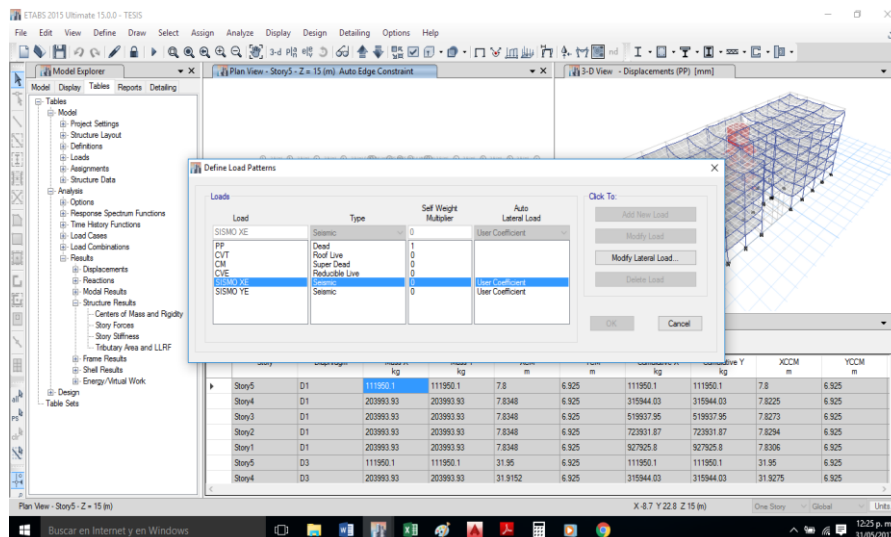 ETABS 2015 Ultimate 15.0.0 - TESIS
File Edit View Define Draw Select Assign Analyze Display Design Detailing Options Help
Model Explorer
Plan View - Story5 - Z = 15 (m) Auto Edge Constraint
3-D View - Displacements (PP) [mm]
Model Display Tables Reports Detailing
Tables
Model
Project Settings
Structure Layout
Definitions
Loads
Assignments
Structure Data
Analysis
Options
Response Spectrum Functions
Time History Functions
Load Cases
Load Combinations
Results
Displacements
Reactions
Modal Results
Structure Results
Centers of Mass and Rigidity
Story Forces
Story Stiffness
Tributary Area and LLRF
Frame Results
Shell Results
Energy/Virtual Work
Design
Table Sets
Define Load Patterns
Loads
Click To:
Load Type Self Weight Multiplier Auto Lateral Load
SISMO XE Seismic 0 User Coefficient
PP Dead 1
CVT Roof Live 0
CM Super Dead 0
CVE Reducible Live 0
SISMO XE Seismic 0 User Coefficient
SISMO YE Seismic 0 User Coefficient
Add New Load
Modify Load
Modify Lateral Load...
Delete Load
OK Cancel
XCCM YCCM
kg kg m m kg kg m m
Story5 D1 111950.1 111950.1 7.8 6.925 111950.1 111950.1 7.8 6.925
Story4 D1 203993.93 203993.93 7.8348 6.925 315944.03 315944.03 7.8225 6.925
Story3 D1 203993.93 203993.93 7.8348 6.925 519937.95 519937.95 7.8273 6.925
Story2 D1 203993.93 203993.93 7.8348 6.925 723931.87 723931.87 7.8294 6.925
Story1 D1 203993.93 203993.93 7.8348 6.925 927925.8 927925.8 7.8306 6.925
Story5 D3 111950.1 111950.1 31.95 6.925 111950.1 111950.1 31.95 6.925
Story4 D3 203993.93 203993.93 31.9152 6.925 315944.03 315944.03 31.9275 6.925
Plan View - Story5 - Z = 15 (m)
X -8.7 Y 22.8 Z 15 (m)
One Story Global Units
Buscar en Internet y en Windows
12:25 p. m.